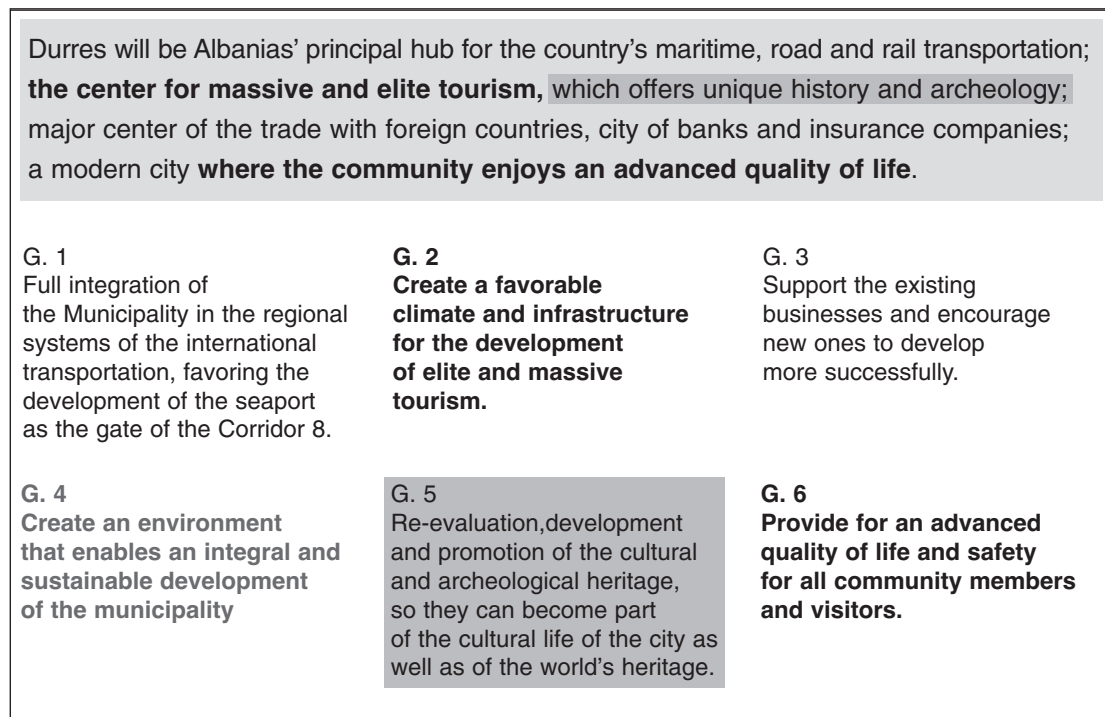 Durres will be Albanias’ principal hub for the country’s maritime, road and rail transportation;
the center for massive and elite tourism, which offers unique history and archeology;
major center of the trade with foreign countries, city of banks and insurance companies;
a modern city where the community enjoys an advanced quality of life.
G. 1
Full integration of
the Municipality in the regional
systems of the international
transportation, favoring the
development of the seaport
as the gate of the Corridor 8.
G. 2
Create a favorable
climate and infrastructure
for the development
of elite and massive
tourism.
G. 3
Support the existing
businesses and encourage
new ones to develop
more successfully.
G. 4
Create an environment
that enables an integral and
sustainable development
of the municipality
G. 5
Re-evaluation,development
and promotion of the cultural
and archeological heritage,
so they can become part
of the cultural life of the city as
well as of the world’s heritage.
G. 6
Provide for an advanced
quality of life and safety
for all community members
and visitors.